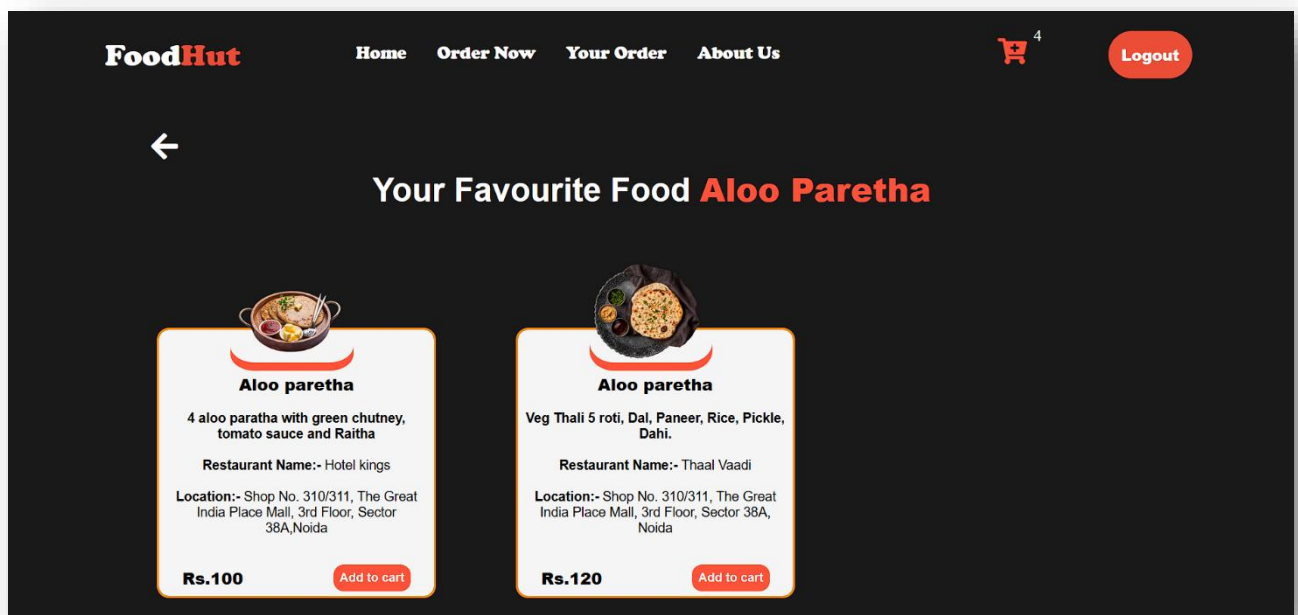 FoodHut Home Order Now Your Order About Us 4 Logout
Your Favourite Food Aloo Paretha
Aloo paretha
4 aloo paratha with green chutney,
tomato sauce and Raitha
Restaurant Name:- Hotel kings
Location:- Shop No. 310/311, The Great
India Place Mall, 3rd Floor, Sector
38A,Noida
Rs.100 Add to cart
Aloo paretha
Veg Thali 5 roti, Dal, Paneer, Rice, Pickle,
Dahi.
Restaurant Name:- Thaal Vaadi
Location:- Shop No. 310/311, The Great
India Place Mall, 3rd Floor, Sector 38A,
Noida
Rs.120 Add to cart